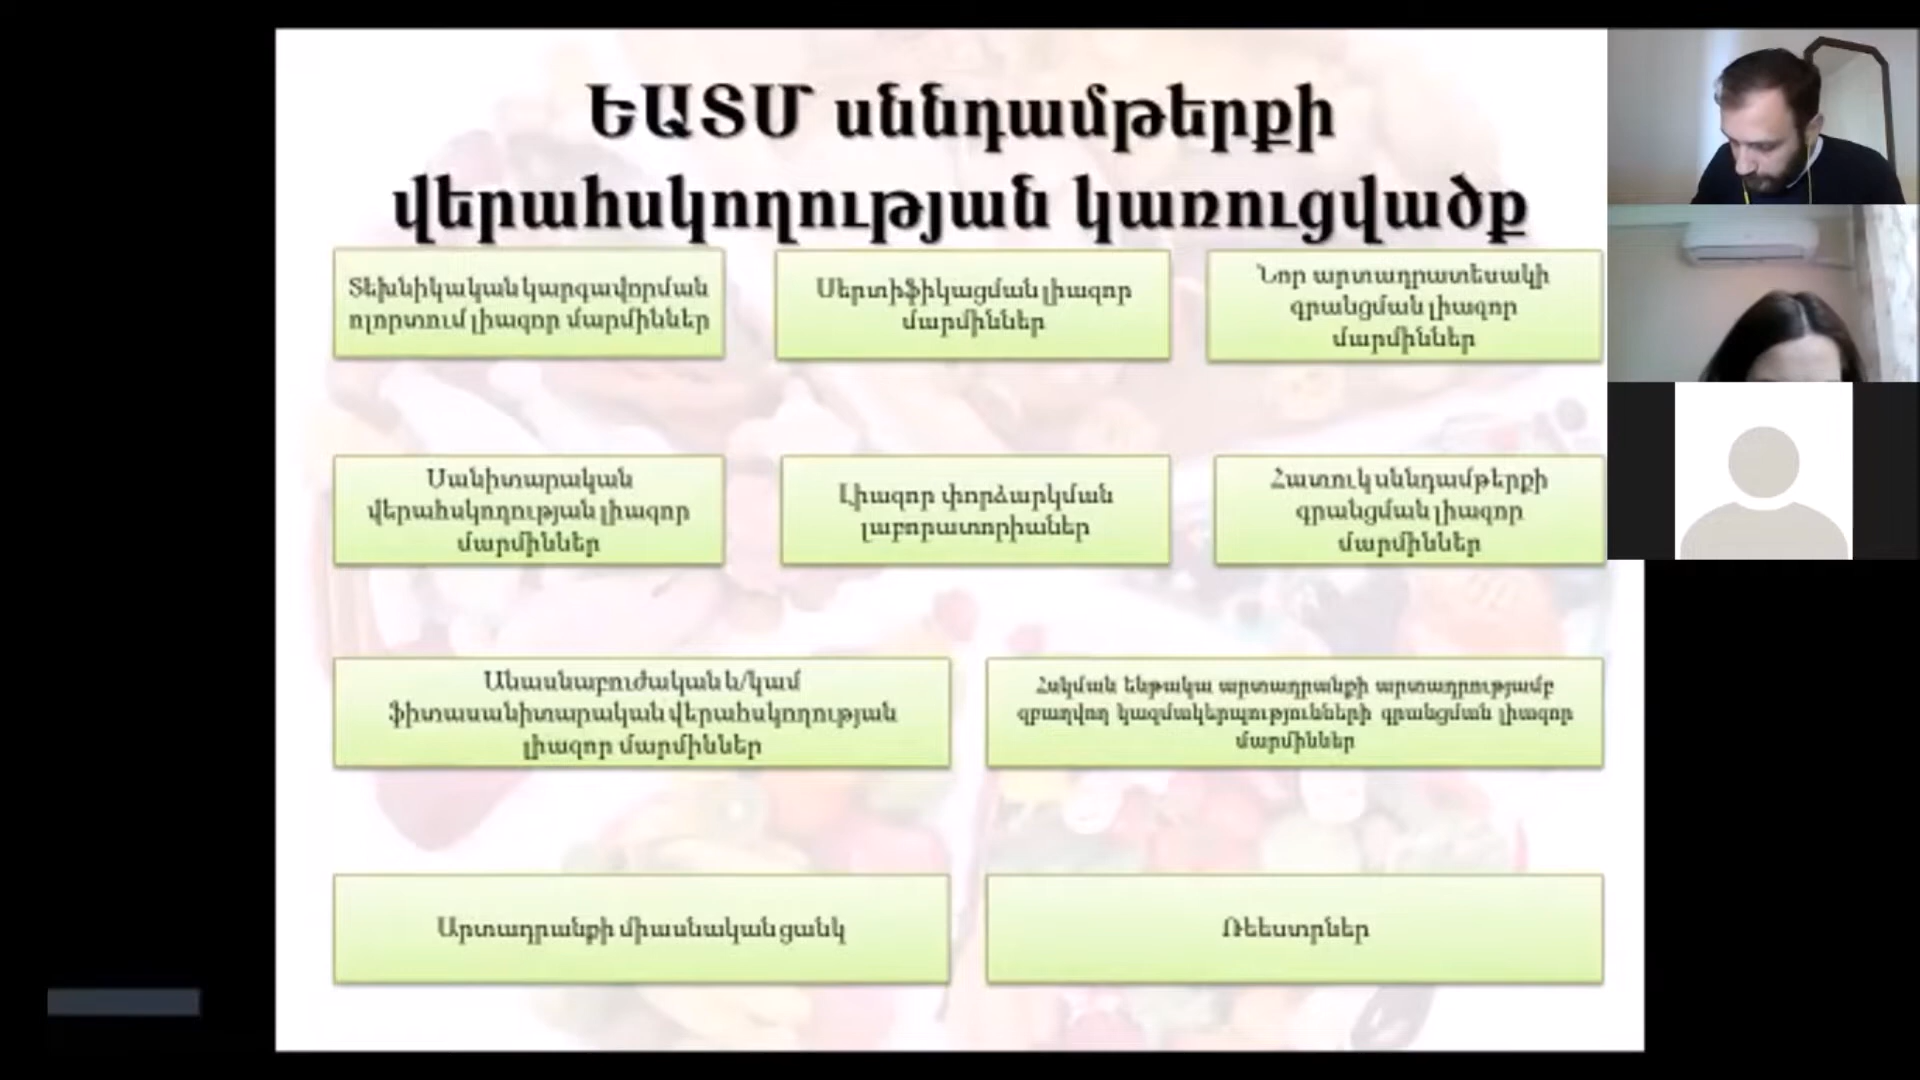 ԵԱՏՄ սննդամթերքի
վերահսկողության կառուցվածք
Տեխնիկական կարգավորման
ոլորտում լիազոր մարմիններ
Սերտիֆիկացման լիազոր
մարմիններ
Նոր արտադրատեսակի
գրանցման լիազոր
մարմիններ
Սանիտարական
վերահսկողության լիազոր
մարմիններ
Լիազոր փորձարկման
լաբորատորիաներ
Հատուկ սննդամթերքի
գրանցման լիազոր
մարմիններ
Անասնաբուժական և/կամ
ֆիտասանիտարական վերահսկողության
լիազոր մարմիններ
Հսկման ենթակա արտադրանքի արտադրությամբ
զբաղվող կազմակերպությունների գրանցման լիազոր
մարմիններ
Արտադրանքի միասնական ցանկ
Ռեեստրներ